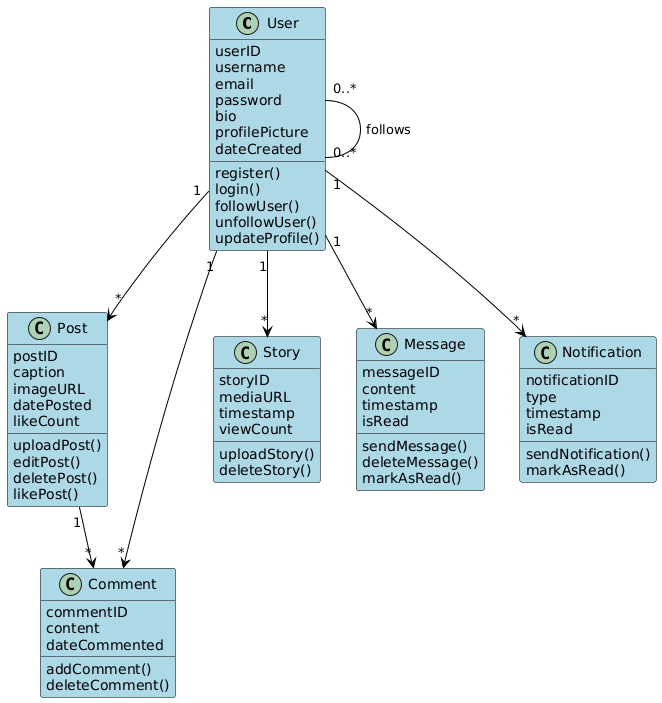 C User
userID
username
email
password
bio
profilePicture
dateCreated
register()
login()
followUser()
unfollowUser()
updateProfile()
0..*
follows
0..*
1
1
1
1
1
*
*
*
*
*
C Post
postID
caption
imageURL
datePosted
likeCount
uploadPost()
editPost()
deletePost()
likePost()
C Story
storyID
mediaURL
timestamp
viewCount
uploadStory()
deleteStory()
C Message
messageID
content
timestamp
isRead
sendMessage()
deleteMessage()
markAsRead()
C Notification
notificationID
type
timestamp
isRead
sendNotification()
markAsRead()
1
*
C Comment
commentID
content
dateCommented
addComment()
deleteComment()